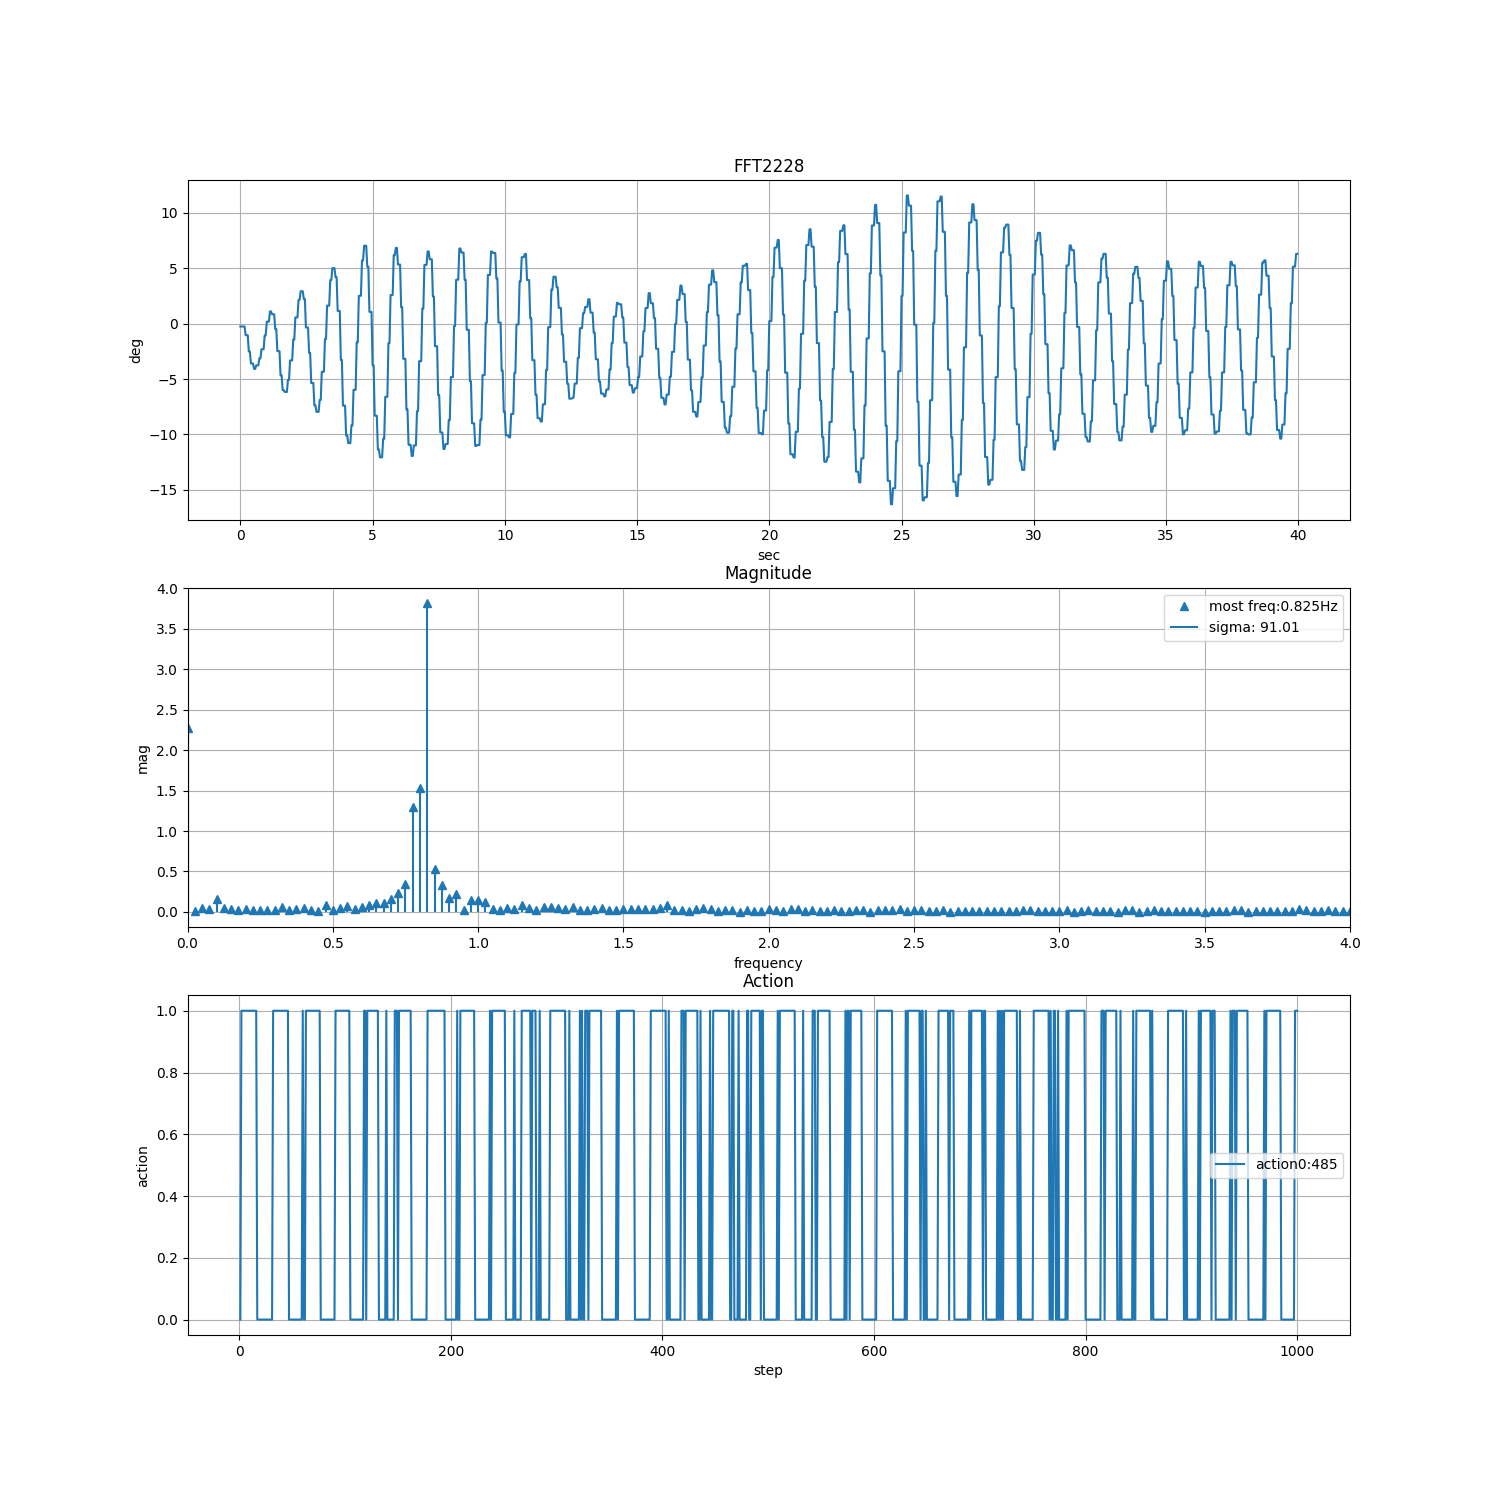 FFT2228
10
5
0
−5
−10
−15
deg
0 5 10 15 20 25 30 35 40
sec
Magnitude
4.0
3.5
3.0
2.5
2.0
1.5
1.0
0.5
0.0
mag
most freq:0.825Hz
sigma: 91.01
0.0 0.5 1.0 1.5 2.0 2.5 3.0 3.5 4.0
frequency
Action
1.0
0.8
0.6
0.4
0.2
0.0
action
action0:485
0 200 400 600 800 1000
step